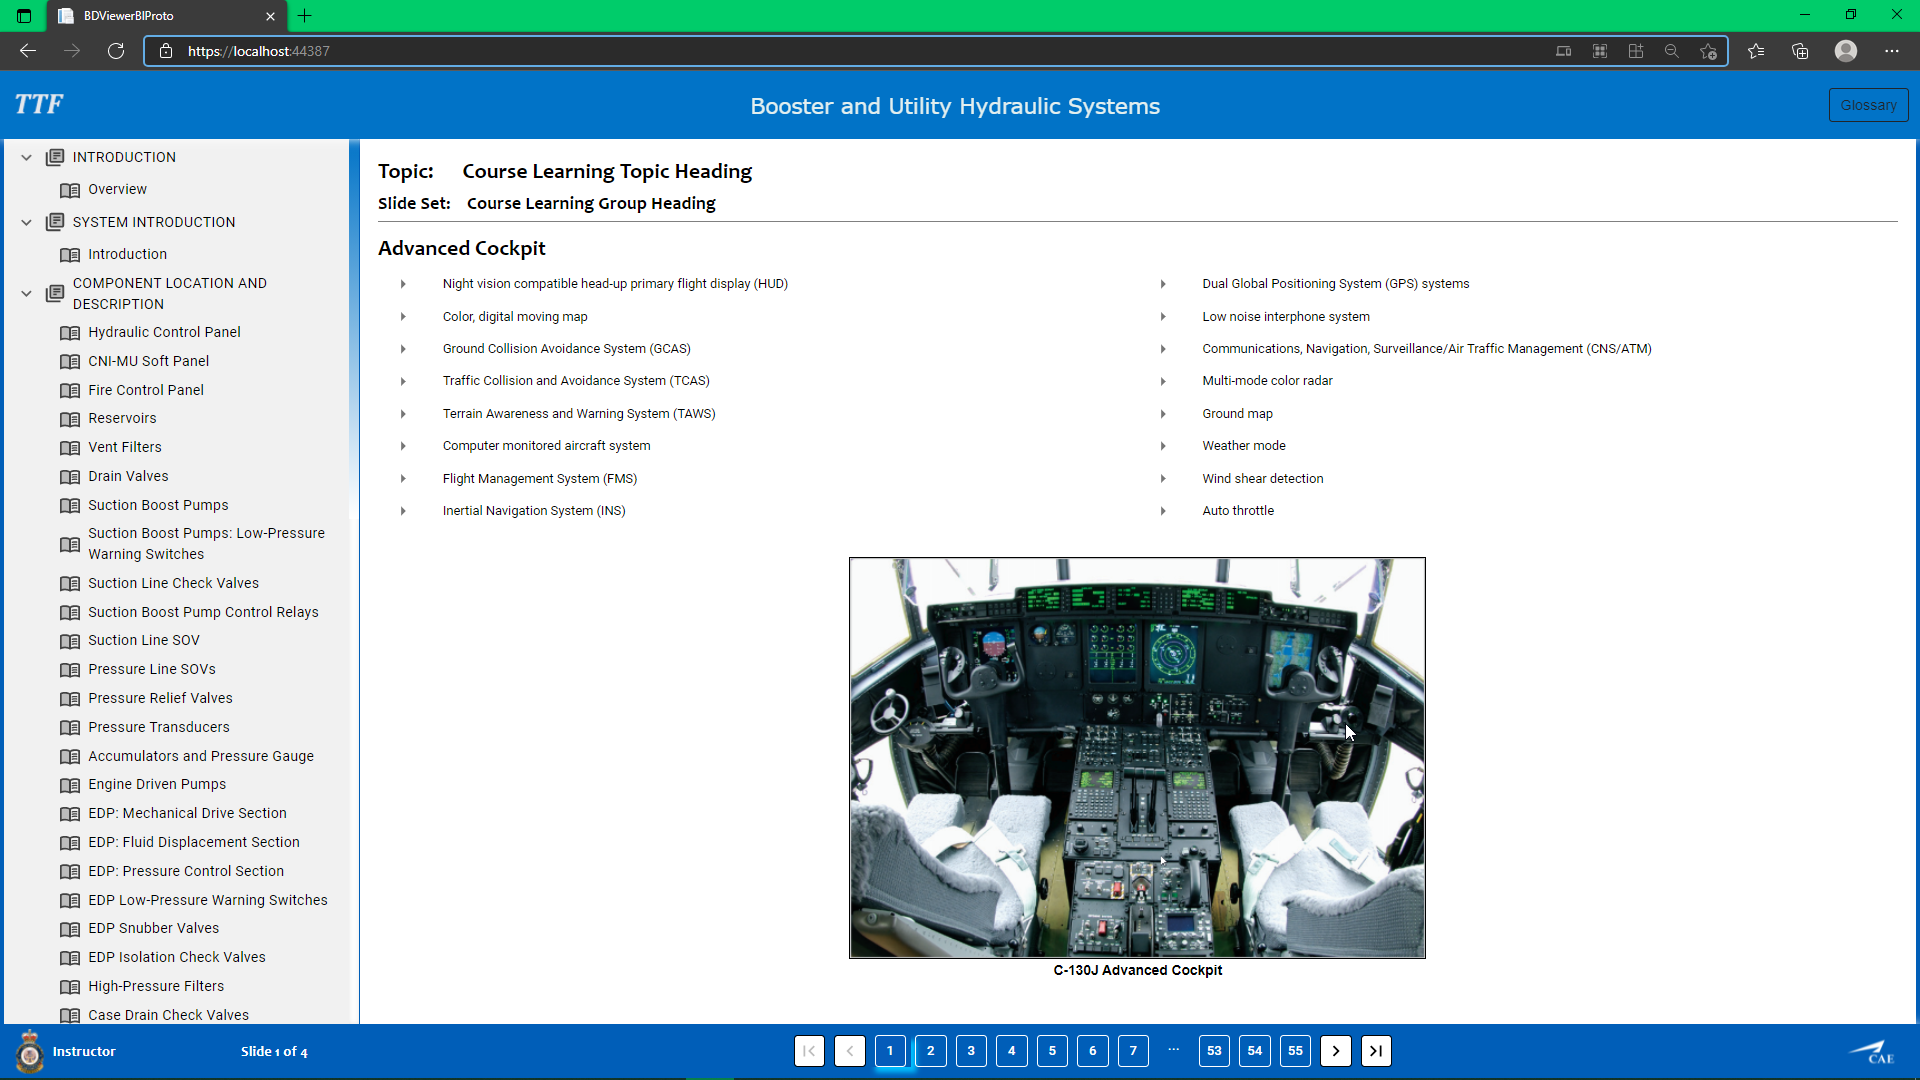 BDViewerBlProto
https://localhost:44387
TTF
Booster and Utility Hydraulic Systems
Glossary
INTRODUCTION
Overview
SYSTEM INTRODUCTION
Introduction
COMPONENT LOCATION AND
DESCRIPTION
Hydraulic Control Panel
CNI-MU Soft Panel
Fire Control Panel
Reservoirs
Vent Filters
Drain Valves
Suction Boost Pumps
Suction Boost Pumps: Low-Pressure
Warning Switches
Suction Line Check Valves
Suction Boost Pump Control Relays
Suction Line SOV
Pressure Line SOVs
Pressure Relief Valves
Pressure Transducers
Accumulators and Pressure Gauge
Engine Driven Pumps
EDP: Mechanical Drive Section
EDP: Fluid Displacement Section
EDP: Pressure Control Section
EDP Low-Pressure Warning Switches
EDP Snubber Valves
EDP Isolation Check Valves
High-Pressure Filters
Case Drain Check Valves
Topic: Course Learning Topic Heading
Slide Set: Course Learning Group Heading
Advanced Cockpit
Night vision compatible head-up primary flight display (HUD)
Color, digital moving map
Ground Collision Avoidance System (GCAS)
Traffic Collision and Avoidance System (TCAS)
Terrain Awareness and Warning System (TAWS)
Computer monitored aircraft system
Flight Management System (FMS)
Inertial Navigation System (INS)
Dual Global Positioning System (GPS) systems
Low noise interphone system
Communications, Navigation, Surveillance/Air Traffic Management (CNS/ATM)
Multi-mode color radar
Ground map
Weather mode
Wind shear detection
Auto throttle
C-130J Advanced Cockpit
Instructor
Slide 1 of 4
1 2 3 4 5 6 7 ... 53 54 55
CAE